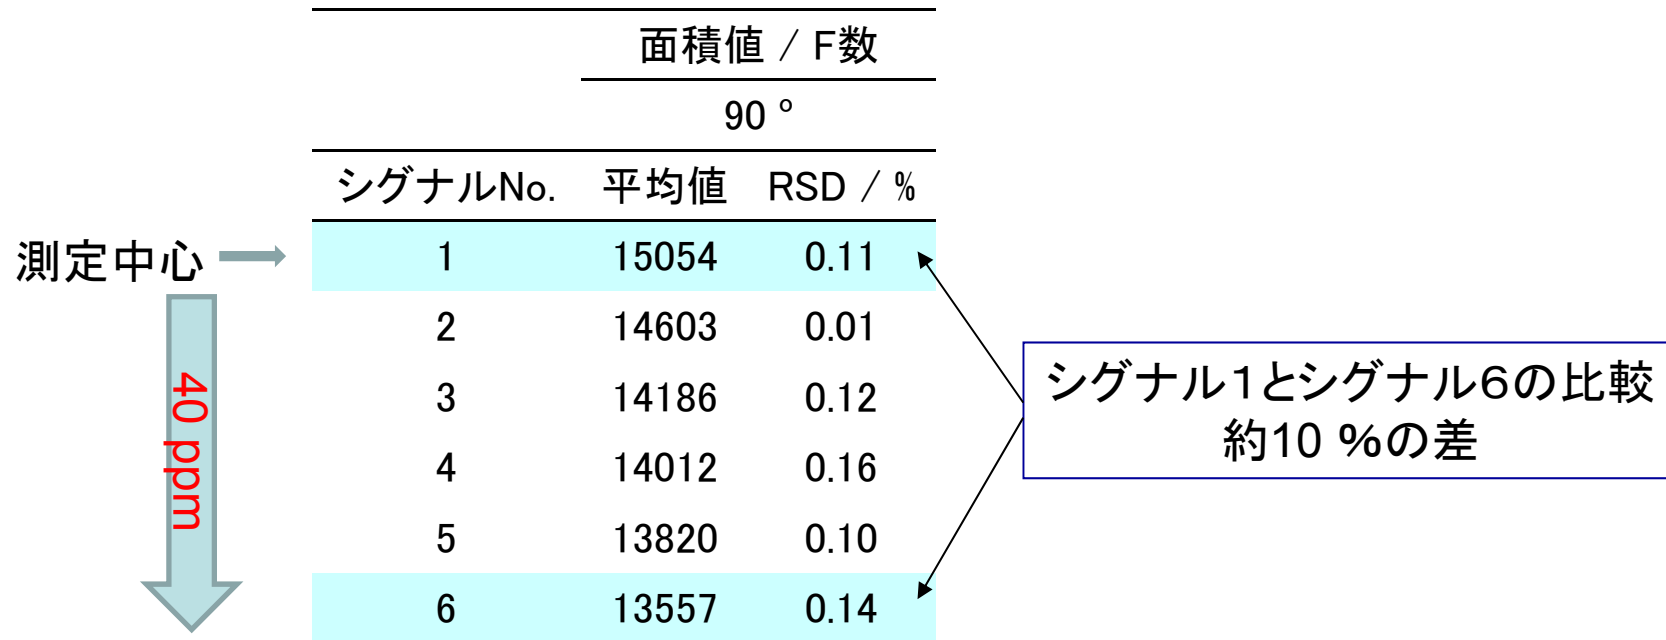 面積値 / F数
90 °
シグナルNo. 平均値 RSD / %
測定中心 1 15054 0.11
2 14603 0.01
3 14186 0.12
4 14012 0.16
5 13820 0.10
6 13557 0.14
40 ppm
シグナル1とシグナル6の比較
約10 %の差